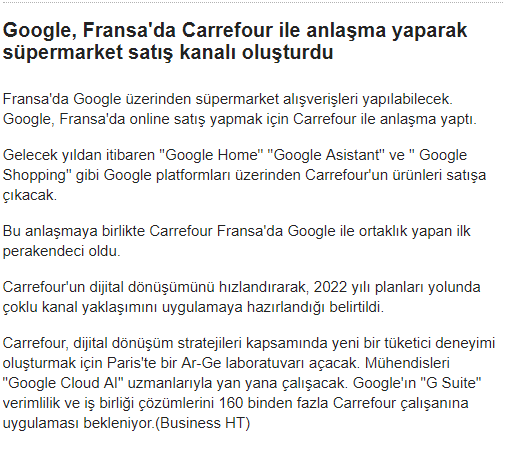 Google, Fransa'da Carrefour ile anlaşma yaparak
süpermarket satış kanalı oluşturdu
Fransa'da Google üzerinden süpermarket alışverişleri yapılabilecek.
Google, Fransa'da online satış yapmak için Carrefour ile anlaşma yaptı.
Gelecek yıldan itibaren "Google Home" "Google Asistant" ve " Google
Shopping" gibi Google platformları üzerinden Carrefour'un ürünleri satışa
çıkacak.
Bu anlaşmaya birlikte Carrefour Fransa'da Google ile ortaklık yapan ilk
perakendeci oldu.
Carrefour'un dijital dönüşümünü hızlandırarak, 2022 yılı planları yolunda
çoklu kanal yaklaşımını uygulamaya hazırlandığı belirtildi.
Carrefour, dijital dönüşüm stratejileri kapsamında yeni bir tüketici deneyimi
oluşturmak için Paris'te bir Ar-Ge laboratuvarı açacak. Mühendisleri
"Google Cloud AI" uzmanlarıyla yan yana çalışacak. Google'ın "G Suite"
verimlilik ve iş birliği çözümlerini 160 binden fazla Carrefour çalışanına
uygulaması bekleniyor.(Business HT)